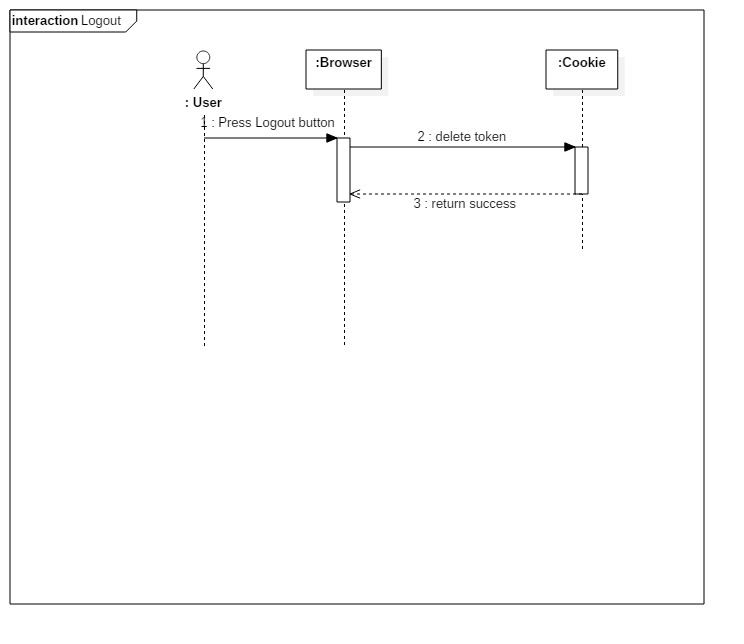 interaction Logout
:Browser
:Cookie
: User
1 : Press Logout button
2 : delete token
3 : return success